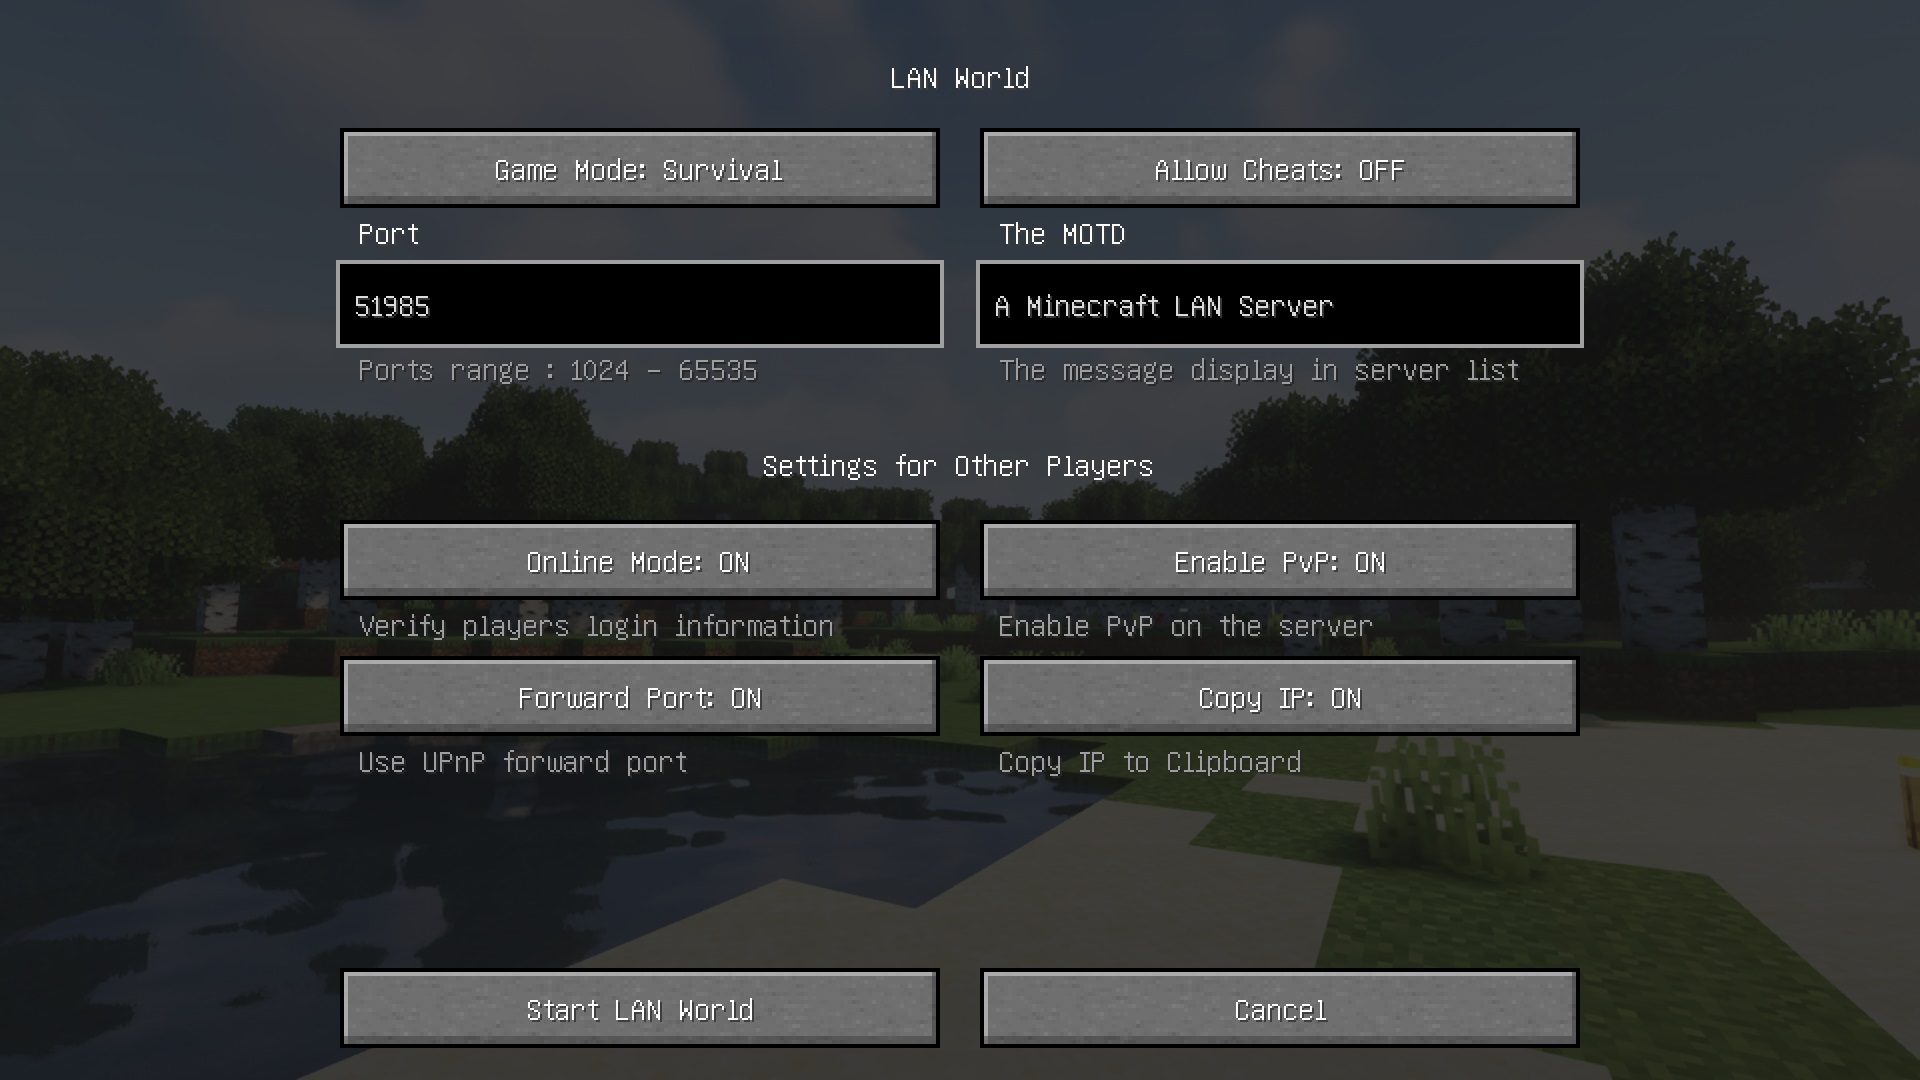 LAN World
Game Mode: Survival
Allow Cheats: OFF
Port
The MOTD
51985
A Minecraft LAN Server
Ports range : 1024 - 65535
The message display in server list
Settings for Other Players
Online Mode: ON
Enable PvP: ON
Verify players login information
Enable PvP on the server
Forward Port: ON
Copy IP: ON
Use UPnP forward port
Copy IP to Clipboard
Start LAN World
Cancel